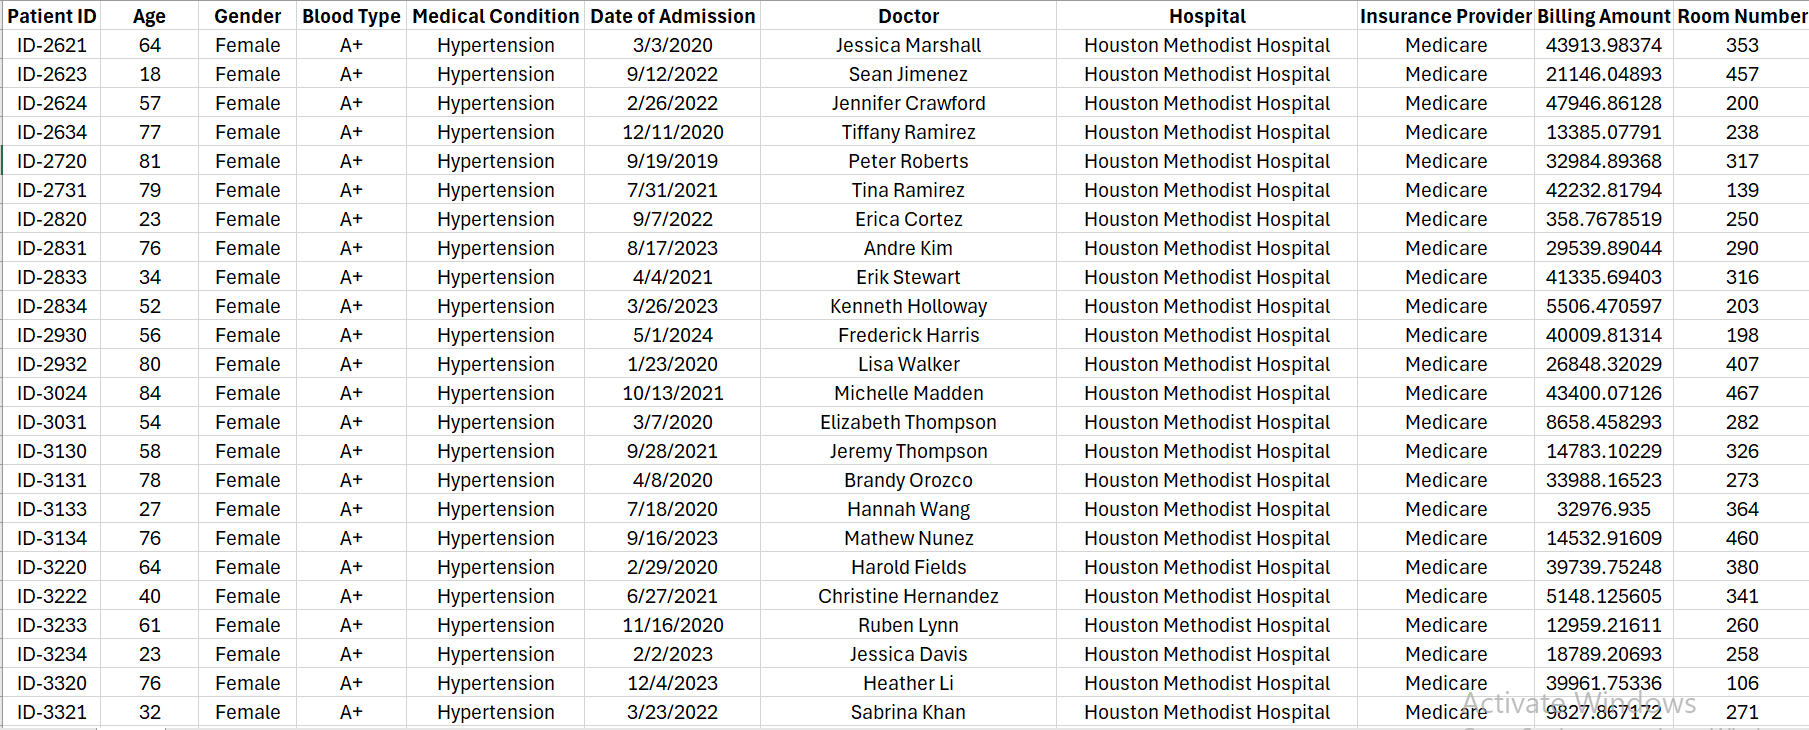 Patient ID Age Gender Blood Type Medical Condition Date of Admission Doctor Hospital Insurance Provider Billing Amount Room Number
ID-2621 64 Female A+ Hypertension 3/3/2020 Jessica Marshall Houston Methodist Hospital Medicare 43913.98374 353
ID-2623 18 Female A+ Hypertension 9/12/2022 Sean Jimenez Houston Methodist Hospital Medicare 21146.04893 457
ID-2624 57 Female A+ Hypertension 2/26/2022 Jennifer Crawford Houston Methodist Hospital Medicare 47946.86128 200
ID-2634 77 Female A+ Hypertension 12/11/2020 Tiffany Ramirez Houston Methodist Hospital Medicare 13385.07791 238
ID-2720 81 Female A+ Hypertension 9/19/2019 Peter Roberts Houston Methodist Hospital Medicare 32984.89368 317
ID-2731 79 Female A+ Hypertension 7/31/2021 Tina Ramirez Houston Methodist Hospital Medicare 42232.81794 139
ID-2820 23 Female A+ Hypertension 9/7/2022 Erica Cortez Houston Methodist Hospital Medicare 358.7678519 250
ID-2831 76 Female A+ Hypertension 8/17/2023 Andre Kim Houston Methodist Hospital Medicare 29539.89044 290
ID-2833 34 Female A+ Hypertension 4/4/2021 Erik Stewart Houston Methodist Hospital Medicare 41335.69403 316
ID-2834 52 Female A+ Hypertension 3/26/2023 Kenneth Holloway Houston Methodist Hospital Medicare 5506.470597 203
ID-2930 56 Female A+ Hypertension 5/1/2024 Frederick Harris Houston Methodist Hospital Medicare 40009.81314 198
ID-2932 80 Female A+ Hypertension 1/23/2020 Lisa Walker Houston Methodist Hospital Medicare 26848.32029 407
ID-3024 84 Female A+ Hypertension 10/13/2021 Michelle Madden Houston Methodist Hospital Medicare 43400.07126 467
ID-3031 54 Female A+ Hypertension 3/7/2020 Elizabeth Thompson Houston Methodist Hospital Medicare 8658.458293 282
ID-3130 58 Female A+ Hypertension 9/28/2021 Jeremy Thompson Houston Methodist Hospital Medicare 14783.10229 326
ID-3131 78 Female A+ Hypertension 4/8/2020 Brandy Orozco Houston Methodist Hospital Medicare 33988.16523 273
ID-3133 27 Female A+ Hypertension 7/18/2020 Hannah Wang Houston Methodist Hospital Medicare 32976.935 364
ID-3134 76 Female A+ Hypertension 9/16/2023 Mathew Nunez Houston Methodist Hospital Medicare 14532.91609 460
ID-3220 64 Female A+ Hypertension 2/29/2020 Harold Fields Houston Methodist Hospital Medicare 39739.75248 380
ID-3222 40 Female A+ Hypertension 6/27/2021 Christine Hernandez Houston Methodist Hospital Medicare 5148.125605 341
ID-3233 61 Female A+ Hypertension 11/16/2020 Ruben Lynn Houston Methodist Hospital Medicare 12959.21611 260
ID-3234 23 Female A+ Hypertension 2/2/2023 Jessica Davis Houston Methodist Hospital Medicare 18789.20693 258
ID-3320 76 Female A+ Hypertension 12/4/2023 Heather Li Houston Methodist Hospital Medicare 39961.75336 106
Activate Windows
ID-3321 32 Female A+ Hypertension 3/23/2022 Sabrina Khan Houston Methodist Hospital Medicare 9827.867172 271